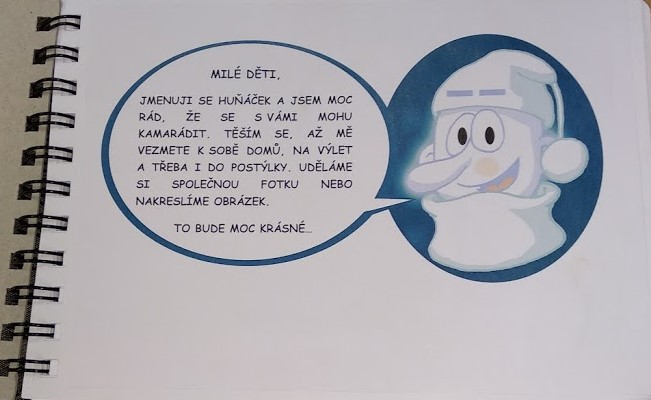 MILÉ DĚTI,
JMENUJI SE HUŇÁČEK A JSEM MOC
RÁD, ŽE SE S VÁMI MOHU
KAMARÁDIT. TĚŠÍM SE, AŽ MĚ
VEZMETE K SOBĚ DOMŮ, NA VÝLET
A TŘEBA I DO POSTÝLKY. UDĚLÁME
SI SPOLEČNOU FOTKU NEBO
NAKRESLÍME OBRÁZEK.
TO BUDE MOC KRÁSNÉ…